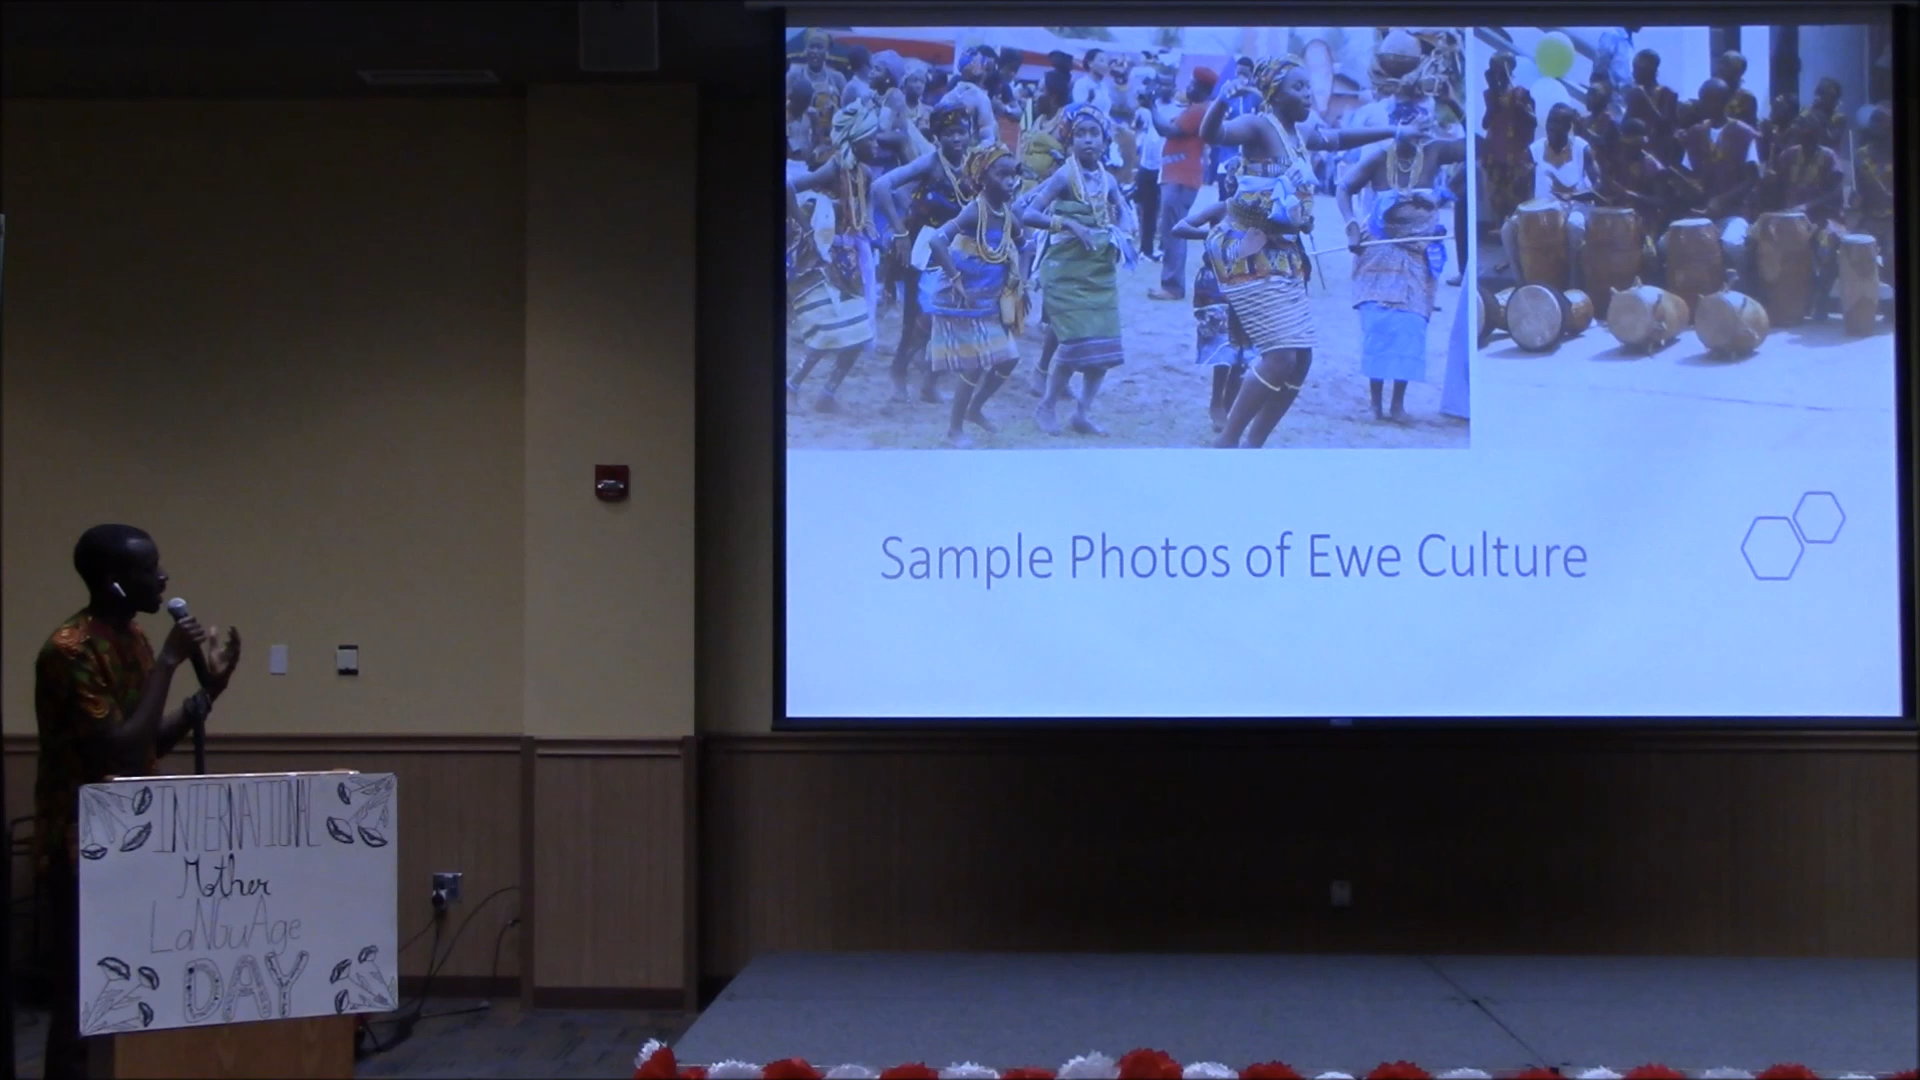 Sample Photos of Ewe Culture
INTERNATIONAL
Mother
LaNGuAge
DAY